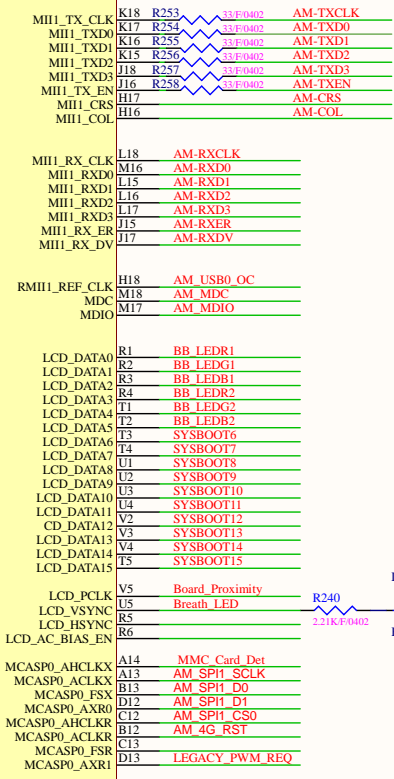 MII1_TX_CLK K18 R253 33/F/0402 AM-TXCLK
MII1_TXD0 K17 R254 33/F/0402 AM-TXD0
MII1_TXD1 K16 R255 33/F/0402 AM-TXD1
MII1_TXD2 K15 R256 33/F/0402 AM-TXD2
MII1_TXD3 J18 R257 33/F/0402 AM-TXD3
MII1_TX_EN J16 R258 33/F/0402 AM-TXEN
MII1_CRS H17 AM-CRS
MII1_COL H16 AM-COL
MII1_RX_CLK L18 AM-RXCLK
MII1_RXD0 M16 AM-RXD0
MII1_RXD1 L15 AM-RXD1
MII1_RXD2 L16 AM-RXD2
MII1_RXD3 L17 AM-RXD3
MII1_RX_ER J15 AM-RXER
MII1_RX_DV J17 AM-RXDV
RMII1_REF_CLK H18 AM_USB0_OC
MDC M18 AM_MDC
MDIO M17 AM_MDIO
LCD_DATA0 R1 BB_LEDR1
LCD_DATA1 R2 BB_LEDG1
LCD_DATA2 R3 BB_LEDB1
LCD_DATA3 R4 BB_LEDR2
LCD_DATA4 T1 BB_LEDG2
LCD_DATA5 T2 BB_LEDB2
LCD_DATA6 T3 SYSBOOT6
LCD_DATA7 T4 SYSBOOT7
LCD_DATA8 U1 SYSBOOT8
LCD_DATA9 U2 SYSBOOT9
LCD_DATA10 U3 SYSBOOT10
LCD_DATA11 U4 SYSBOOT11
CD_DATA12 V2 SYSBOOT12
LCD_DATA13 V3 SYSBOOT13
LCD_DATA14 V4 SYSBOOT14
LCD_DATA15 T5 SYSBOOT15
LCD_PCLK V5 Board_Proximity
LCD_VSYNC U5 Breath_LED R240 2.21K/F/0402
LCD_HSYNC R5
LCD_AC_BIAS_EN R6
MCASP0_AHCLKX A14 MMC_Card_Det
MCASP0_ACLKX A13 AM_SPI1_SCLK
MCASP0_FSX B13 AM_SPI1_D0
MCASP0_AXR0 D12 AM_SPI1_D1
MCASP0_AHCLKR C12 AM_SPI1_CS0
MCASP0_ACLKR B12 AM_4G_RST
MCASP0_FSR C13
MCASP0_AXR1 D13 LEGACY_PWM_REQ